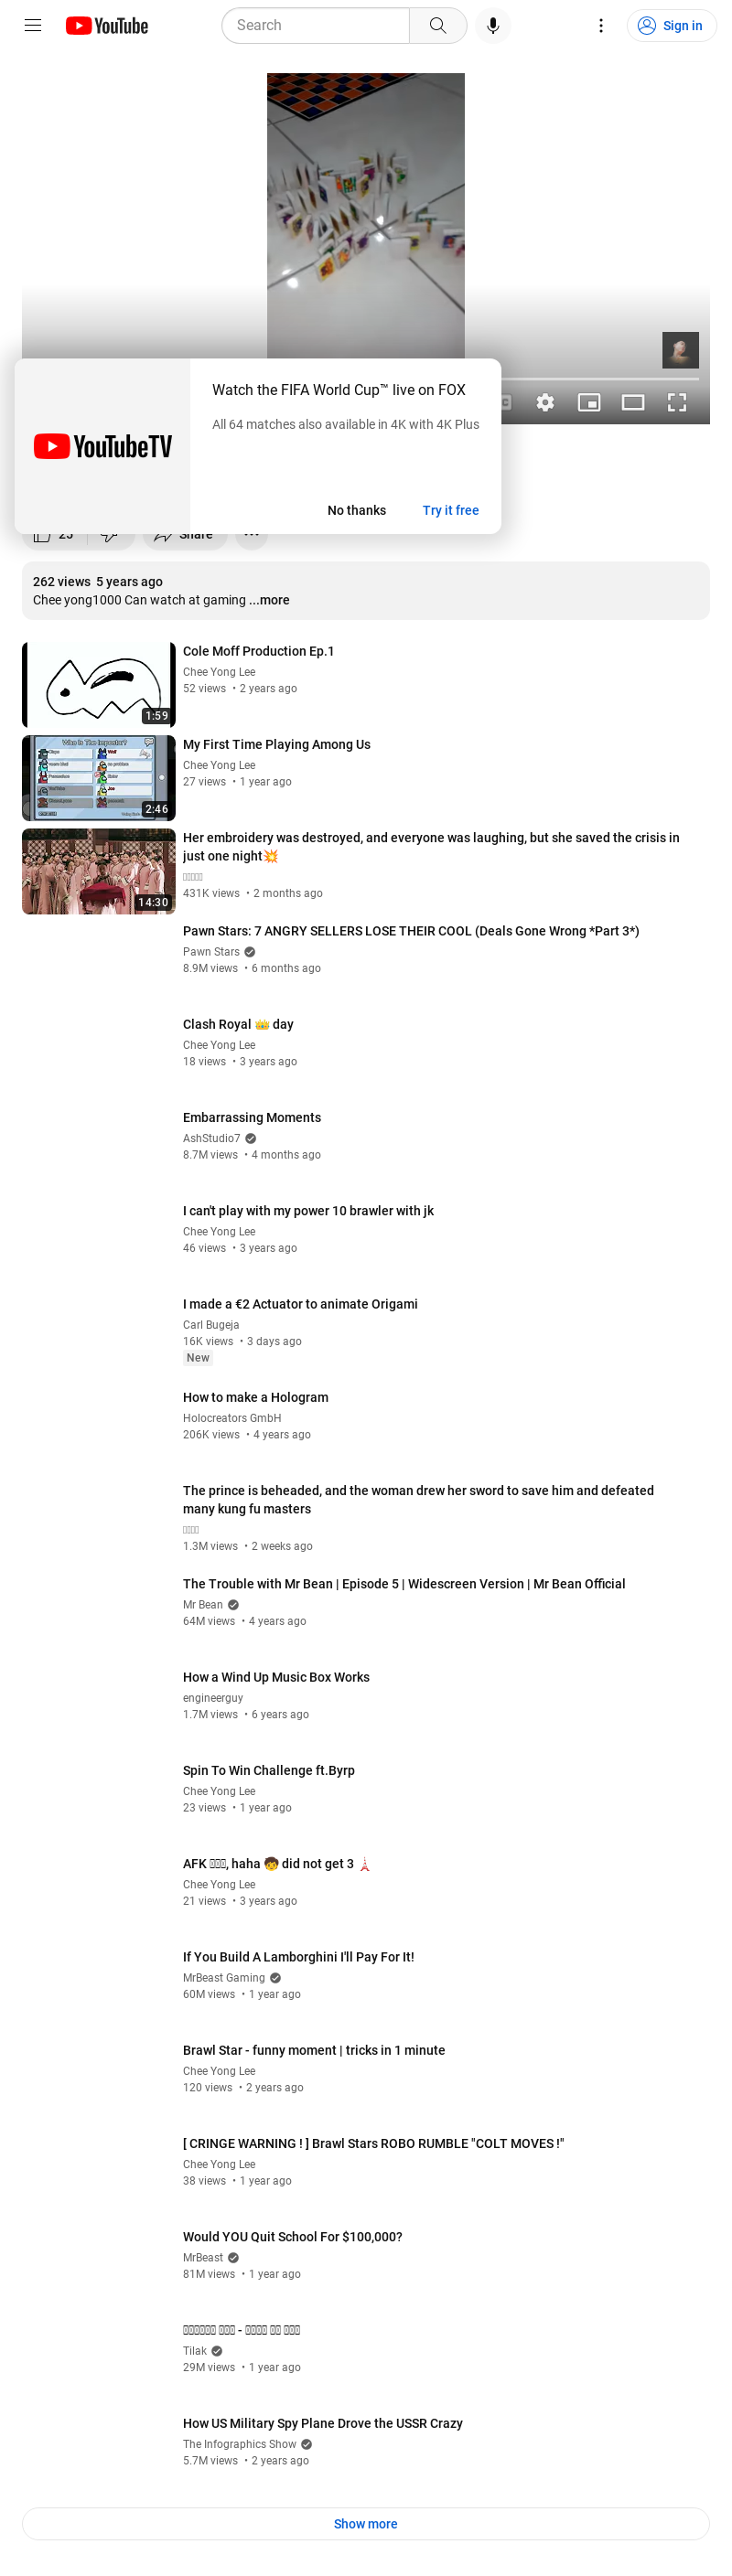 YouTube
Search
Sign in
Watch the FIFA World Cup™ live on FOX
All 64 matches also available in 4K with 4K Plus
YouTubeTV
No thanks
Try it free
25
Share
262 views 5 years ago
Chee yong1000 Can watch at gaming ...more
Cole Moff Production Ep.1
Chee Yong Lee
52 views • 2 years ago
1:59
My First Time Playing Among Us
Who Is The Impostor?
Chee Yong Lee
27 views • 1 year ago
2:46
Her embroidery was destroyed, and everyone was laughing, but she saved the crisis in
just one night💥
431K views • 2 months ago
14:30
Pawn Stars: 7 ANGRY SELLERS LOSE THEIR COOL (Deals Gone Wrong *Part 3*)
Pawn Stars
8.9M views • 6 months ago
Clash Royal 👑 day
Chee Yong Lee
18 views • 3 years ago
Embarrassing Moments
AshStudio7
8.7M views • 4 months ago
I can't play with my power 10 brawler with jk
Chee Yong Lee
46 views • 3 years ago
I made a €2 Actuator to animate Origami
Carl Bugeja
16K views • 3 days ago
New
How to make a Hologram
Holocreators GmbH
206K views • 4 years ago
The prince is beheaded, and the woman drew her sword to save him and defeated
many kung fu masters
1.3M views • 2 weeks ago
The Trouble with Mr Bean | Episode 5 | Widescreen Version | Mr Bean Official
Mr Bean
64M views • 4 years ago
How a Wind Up Music Box Works
engineerguy
1.7M views • 6 years ago
Spin To Win Challenge ft.Byrp
Chee Yong Lee
23 views • 1 year ago
AFK , haha 🧒 did not get 3 🗼
Chee Yong Lee
21 views • 3 years ago
If You Build A Lamborghini I'll Pay For It!
MrBeast Gaming
60M views • 1 year ago
Brawl Star - funny moment | tricks in 1 minute
Chee Yong Lee
120 views • 2 years ago
[ CRINGE WARNING ! ] Brawl Stars ROBO RUMBLE "COLT MOVES !"
Chee Yong Lee
38 views • 1 year ago
Would YOU Quit School For $100,000?
MrBeast
81M views • 1 year ago
Tilak
29M views • 1 year ago
How US Military Spy Plane Drove the USSR Crazy
The Infographics Show
5.7M views • 2 years ago
Show more